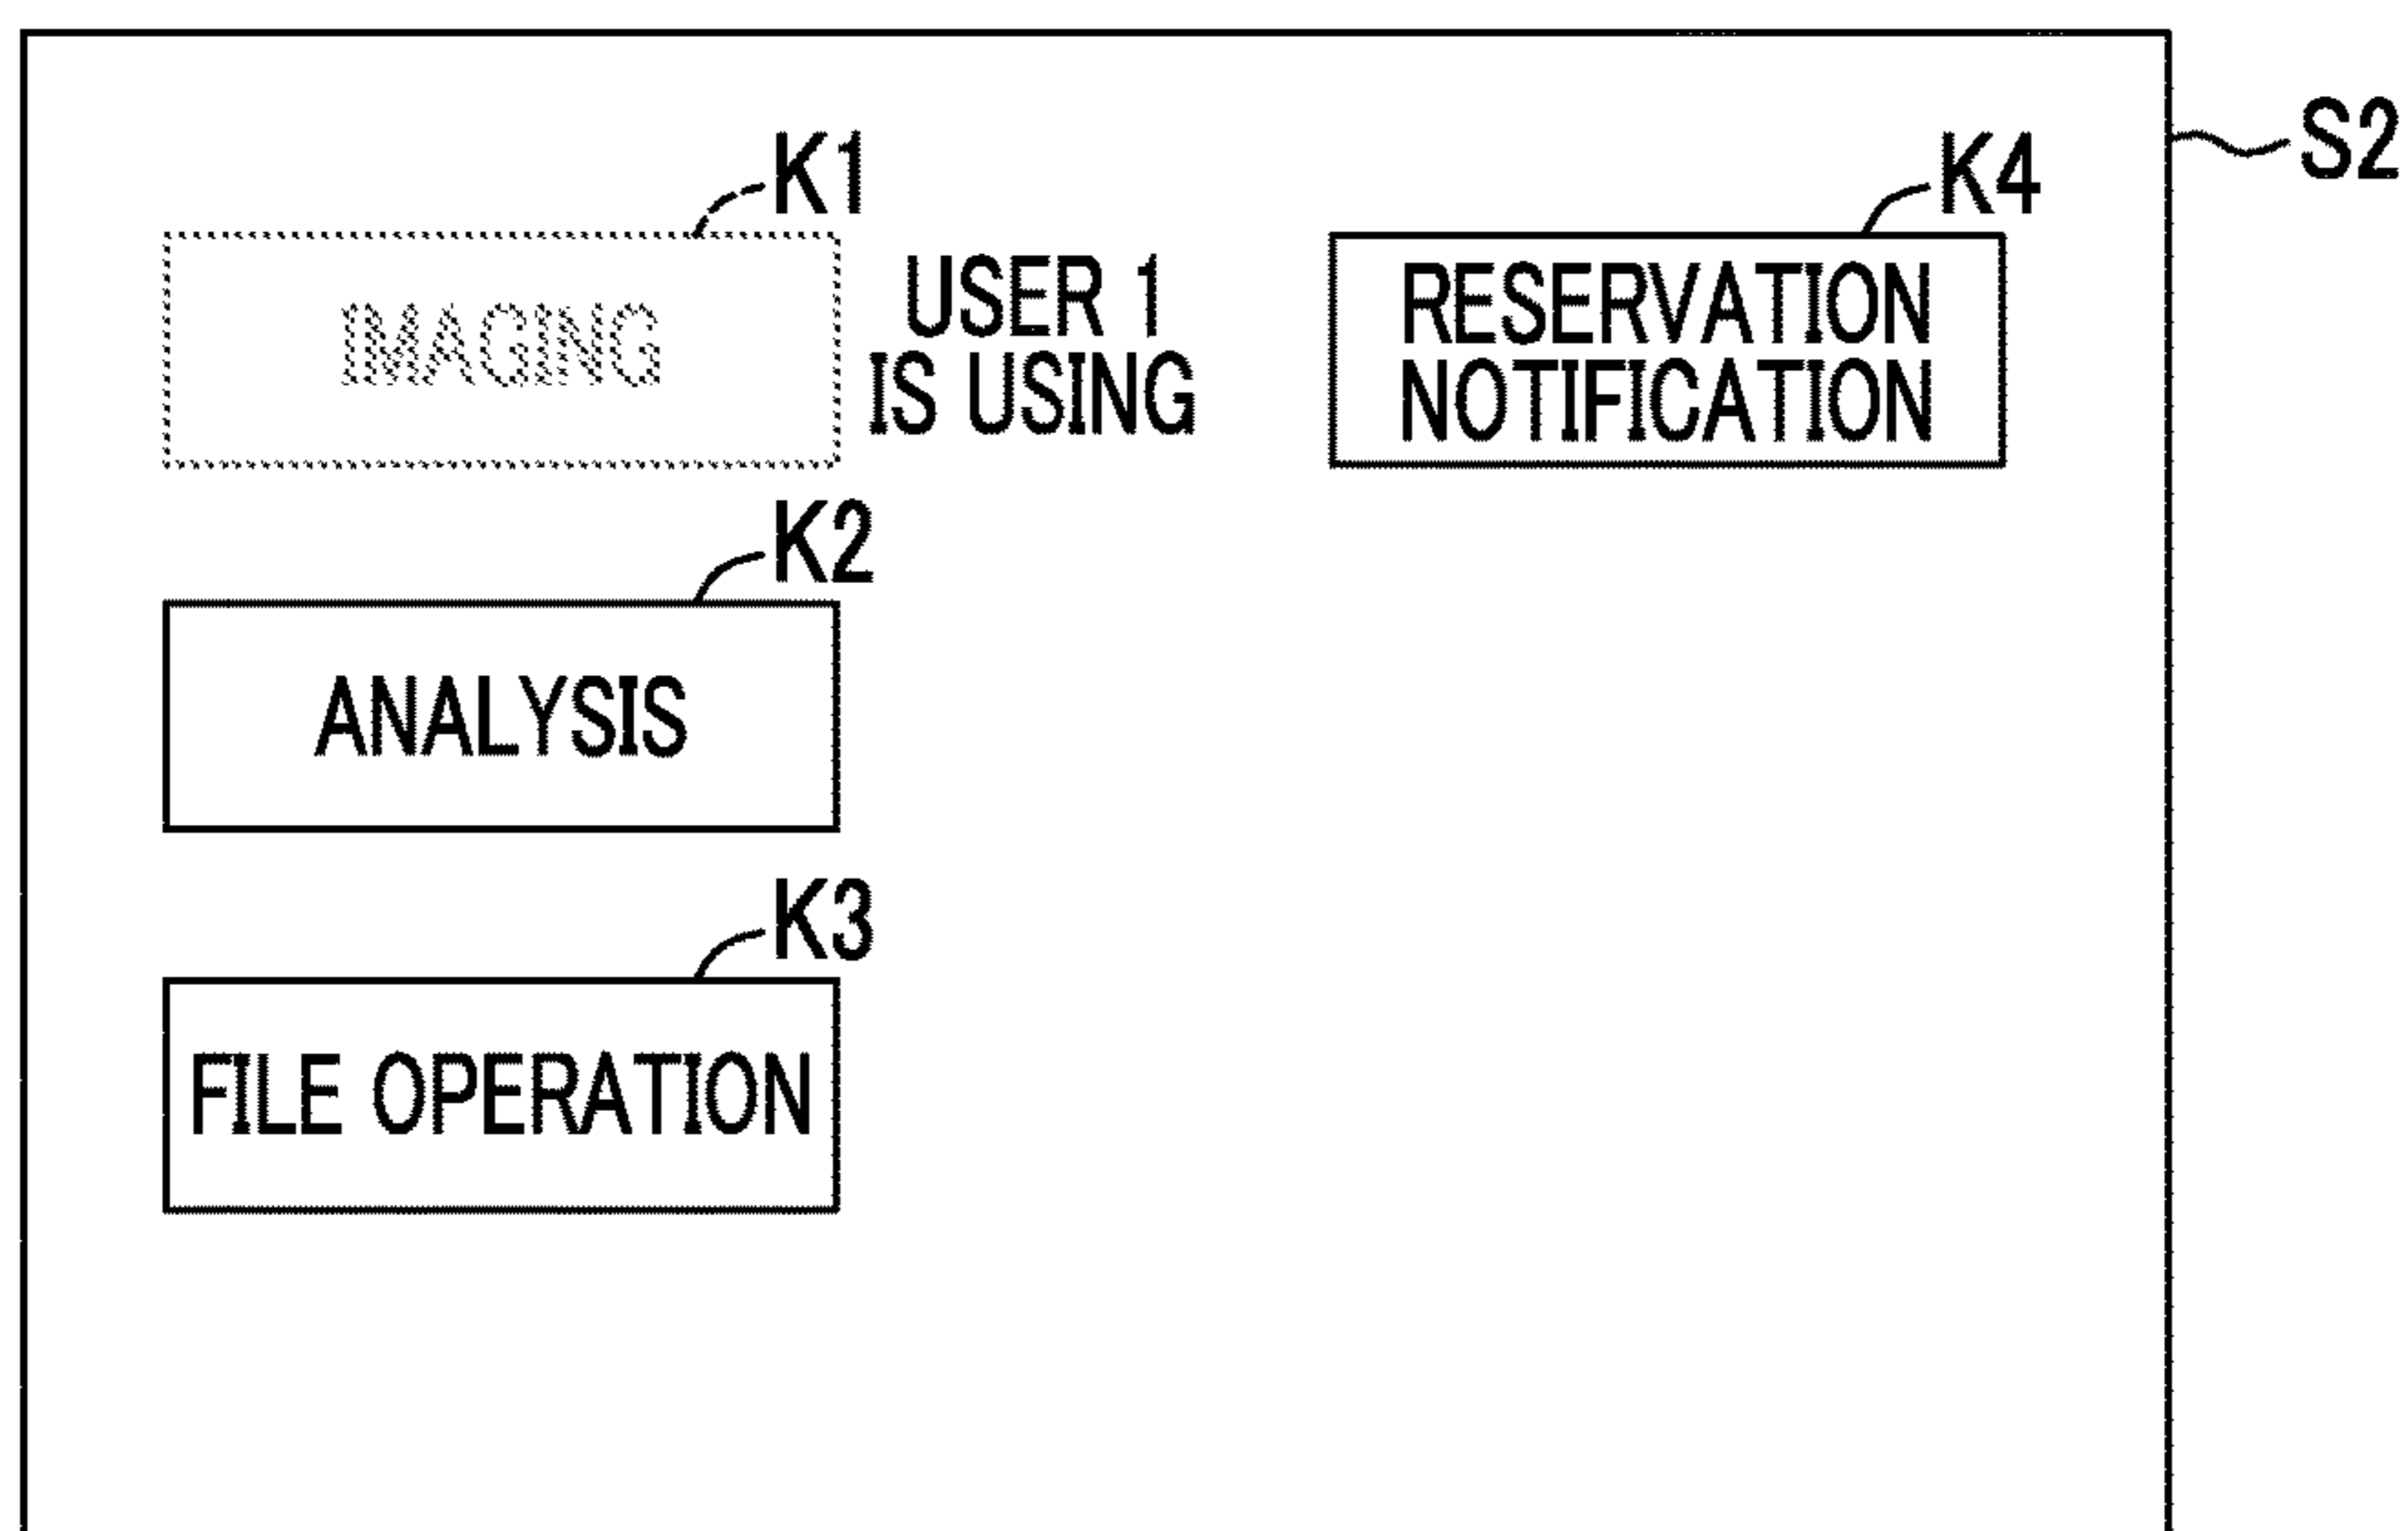 S2
K1
K4
IMAGING
USER 1
IS USING
RESERVATION
NOTIFICATION
K2
ANALYSIS
K3
FILE OPERATION